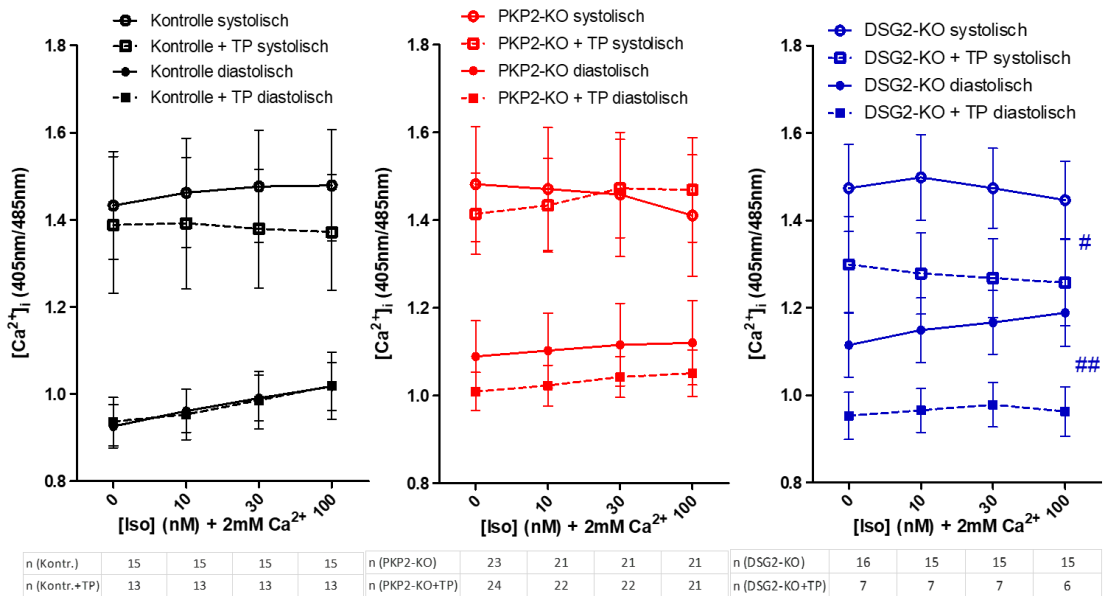 Kontrolle systolisch
Kontrolle + TP systolisch
Kontrolle diastolisch
Kontrolle + TP diastolisch
1.8
1.6
1.4
1.2
1.0
0.8
[Ca²⁺]ᵢ (405nm/485nm)
0 10 30 100
[Iso] (nM) + 2mM Ca²⁺
PKP2-KO systolisch
PKP2-KO + TP systolisch
PKP2-KO diastolisch
PKP2-KO + TP diastolisch
1.8
1.6
1.4
1.2
1.0
0.8
[Ca²⁺]ᵢ (405nm/485nm)
0 10 30 100
[Iso] (nM) + 2mM Ca²⁺
DSG2-KO systolisch
DSG2-KO + TP systolisch
DSG2-KO diastolisch
DSG2-KO + TP diastolisch
1.8
1.6
1.4
1.2
1.0
0.8
[Ca²⁺]ᵢ (405nm/485nm)
#
##
0 10 30 100
[Iso] (nM) + 2mM Ca²⁺
n (Kontr.) 15 15 15 15
n (Kontr.+TP) 13 13 13 13
n (PKP2-KO) 23 21 21 21
n (PKP2-KO+TP) 24 22 22 21
n (DSG2-KO) 16 15 15 15
n (DSG2-KO+TP) 7 7 7 6